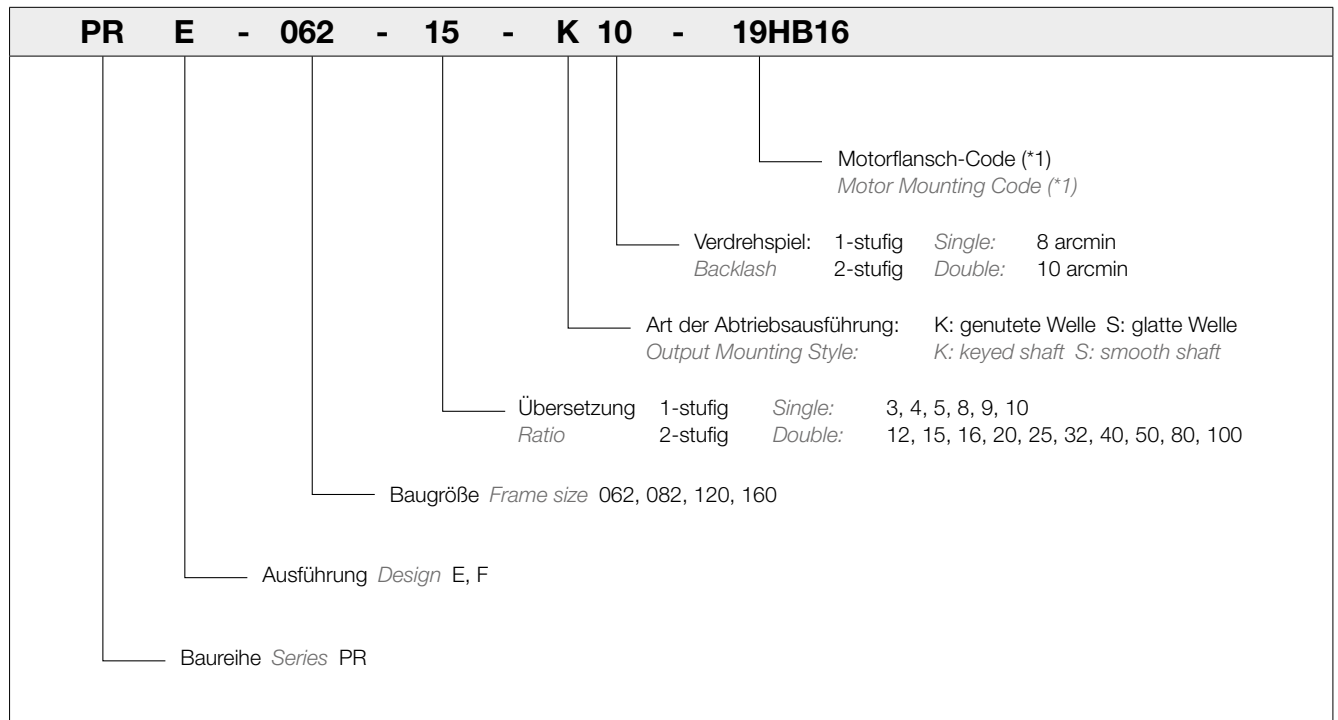 PR E - 062 - 15 - K 10 - 19HB16
Motorflansch-Code (*1)
Motor Mounting Code (*1)
Verdrehspiel: 1-stufig Single: 8 arcmin
Backlash 2-stufig Double: 10 arcmin
Art der Abtriebsausführung: K: genutete Welle S: glatte Welle
Output Mounting Style: K: keyed shaft S: smooth shaft
Übersetzung 1-stufig Single: 3, 4, 5, 8, 9, 10
Ratio 2-stufig Double: 12, 15, 16, 20, 25, 32, 40, 50, 80, 100
Baugröße Frame size 062, 082, 120, 160
Ausführung Design E, F
Baureihe Series PR